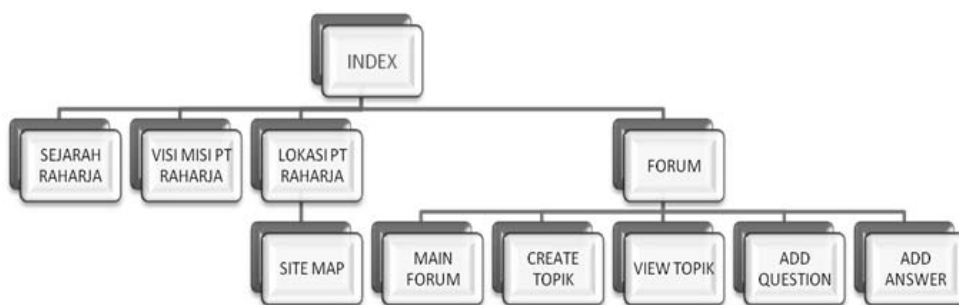 INDEX
SEJARAH
RAHARJA
VISI MISI PT
RAHARJA
LOKASI PT
RAHARJA
FORUM
SITE MAP
MAIN
FORUM
CREATE
TOPIK
VIEW TOPIK
ADD
QUESTION
ADD
ANSWER